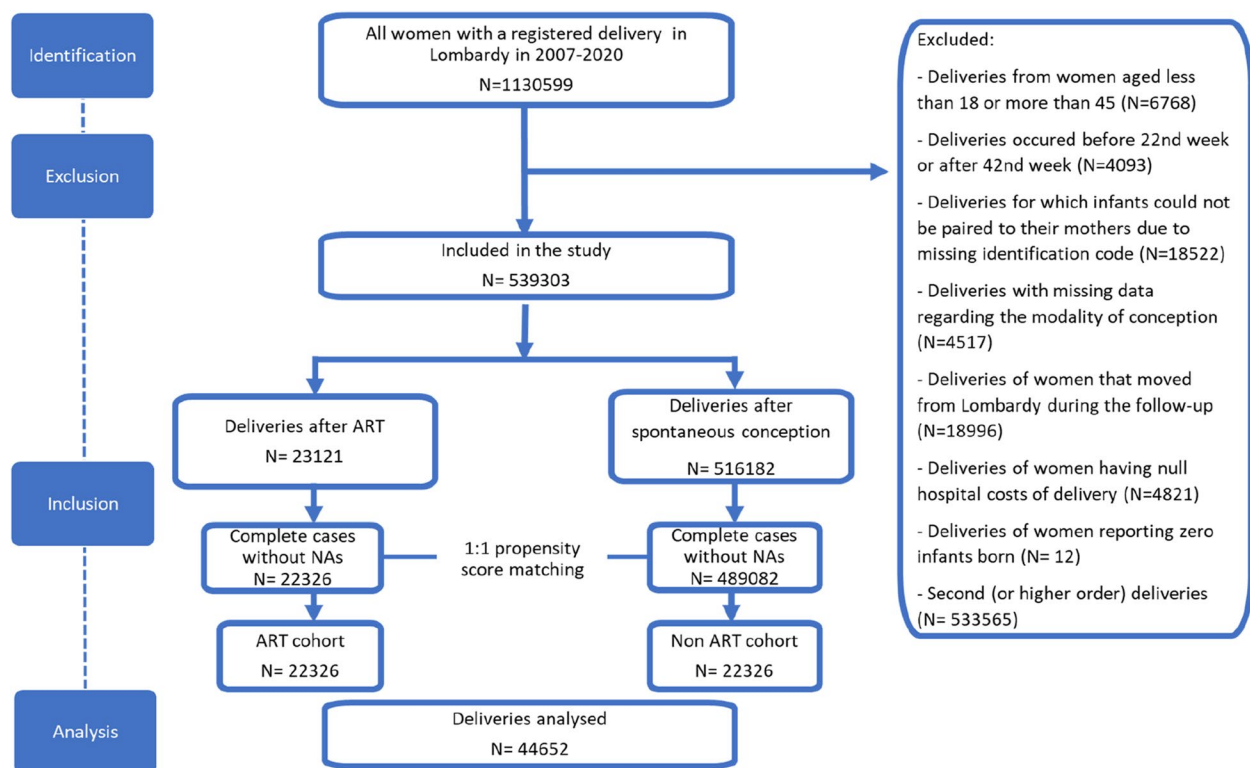 Identification
Exclusion
Inclusion
Analysis
All women with a registered delivery in
Lombardy in 2007-2020
N=1130599
Included in the study
N= 539303
Deliveries after ART
N= 23121
Deliveries after
spontaneous conception
N= 516182
Complete cases
without NAs
N= 22326
1:1 propensity
score matching
Complete cases
without NAs
N= 489082
ART cohort
N= 22326
Non ART cohort
N= 22326
Deliveries analysed
N= 44652
Excluded:
- Deliveries from women aged less
than 18 or more than 45 (N=6768)
- Deliveries occured before 22nd week
or after 42nd week (N=4093)
- Deliveries for which infants could not
be paired to their mothers due to
missing identification code (N=18522)
- Deliveries with missing data
regarding the modality of conception
(N=4517)
- Deliveries of women that moved
from Lombardy during the follow-up
(N=18996)
- Deliveries of women having null
hospital costs of delivery (N=4821)
- Deliveries of women reporting zero
infants born (N= 12)
- Second (or higher order) deliveries
(N= 533565)